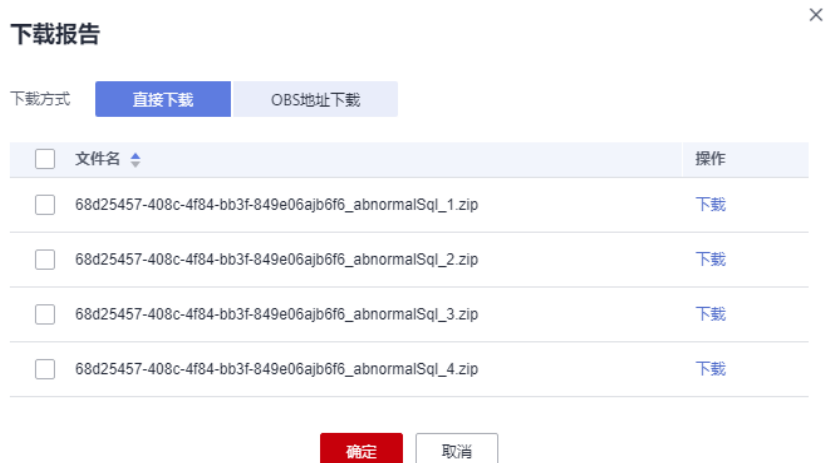 下载报告
下载方式 直接下载 OBS地址下载
文件名 操作
68d25457-408c-4f84-bb3f-849e06ajb6f6_abnormalSql_1.zip 下载
68d25457-408c-4f84-bb3f-849e06ajb6f6_abnormalSql_2.zip 下载
68d25457-408c-4f84-bb3f-849e06ajb6f6_abnormalSql_3.zip 下载
68d25457-408c-4f84-bb3f-849e06ajb6f6_abnormalSql_4.zip 下载
确定 取消